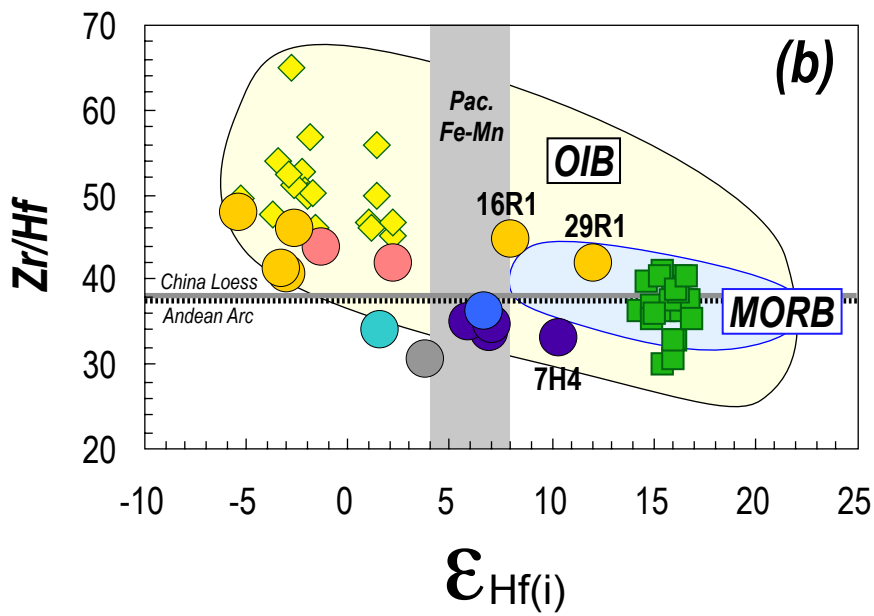 (b)
70
60
50
40
30
20
Zr/Hf
Pac.
Fe-Mn
OIB
16R1
29R1
China Loess
Andean Arc
MORB
7H4
-10 -5 0 5 10 15 20 25
εHf(i)